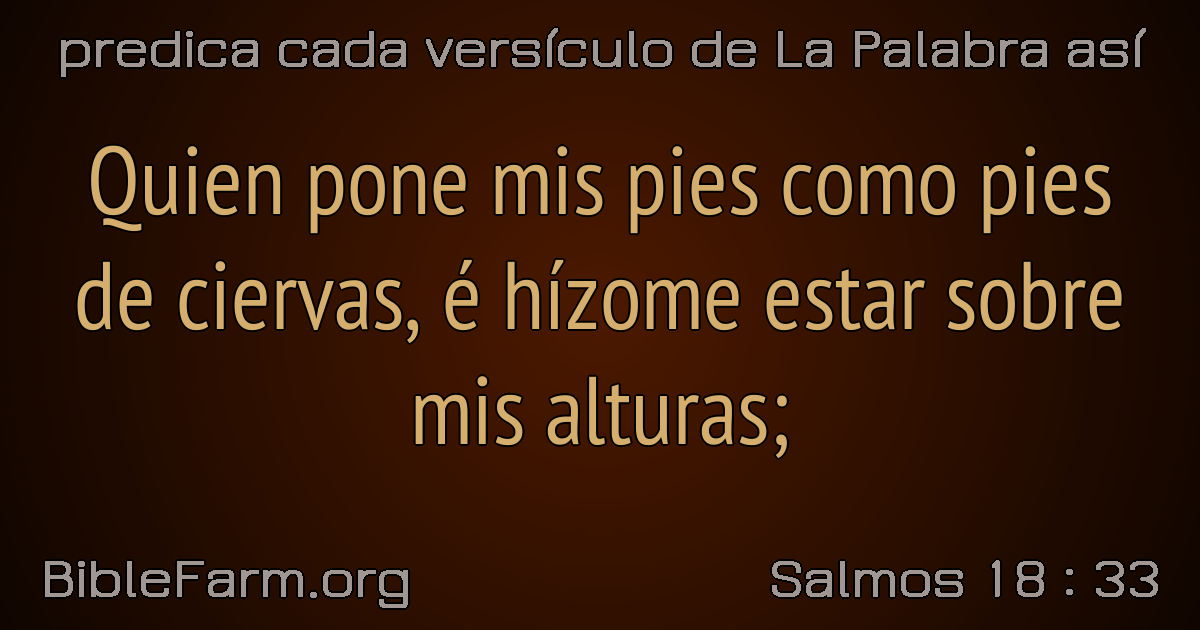 predica cada versículo de La Palabra así
Quien pone mis pies como pies
de ciervas, é hízome estar sobre
mis alturas;
BibleFarm.org
Salmos 18 : 33